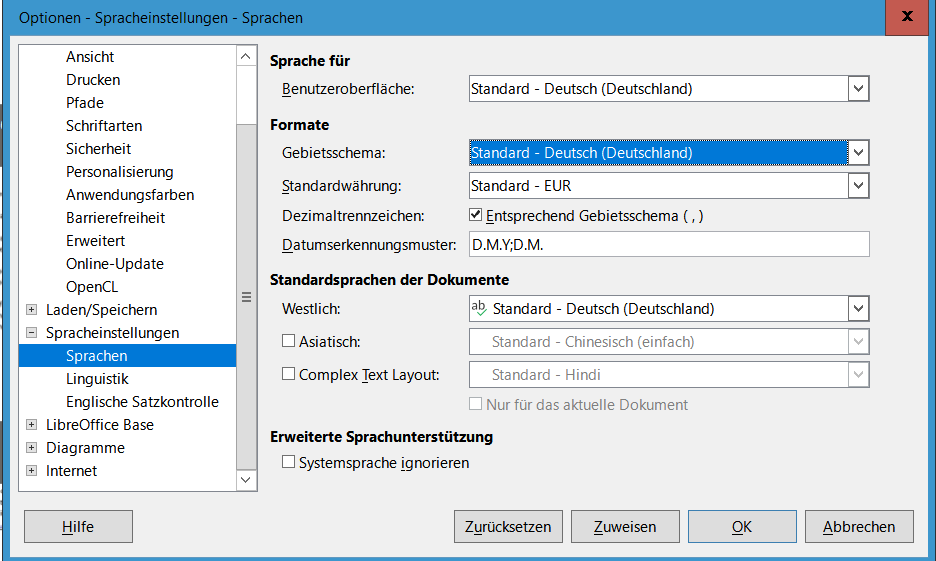 Optionen - Spracheinstellungen - Sprachen
x
Ansicht
Drucken
Pfade
Schriftarten
Sicherheit
Personalisierung
Anwendungsfarben
Barrierefreiheit
Erweitert
Online-Update
OpenCL
Laden/Speichern
Spracheinstellungen
Sprachen
Linguistik
Englische Satzkontrolle
LibreOffice Base
Diagramme
Internet
Sprache für
Benutzeroberfläche: Standard - Deutsch (Deutschland)
Formate
Gebietsschema: Standard - Deutsch (Deutschland)
Standardwährung: Standard - EUR
Dezimaltrennzeichen: Entsprechend Gebietsschema ( , )
Datumserkennungsmuster: D.M.Y;D.M.
Standardsprachen der Dokumente
Westlich: ab Standard - Deutsch (Deutschland)
Asiatisch: Standard - Chinesisch (einfach)
Complex Text Layout: Standard - Hindi
Nur für das aktuelle Dokument
Erweiterte Sprachunterstützung
Systemsprache ignorieren
Hilfe Zurücksetzen Zuweisen OK Abbrechen